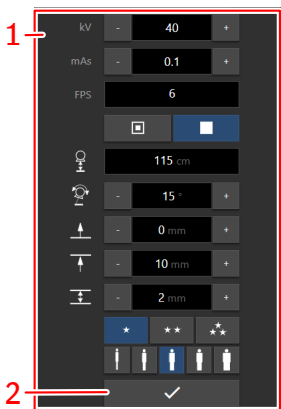 1
kV - 40 +
mAs - 0.1 +
FPS 6
115 cm
- 15 ° +
- 0 mm +
- 10 mm +
- 2 mm +
2